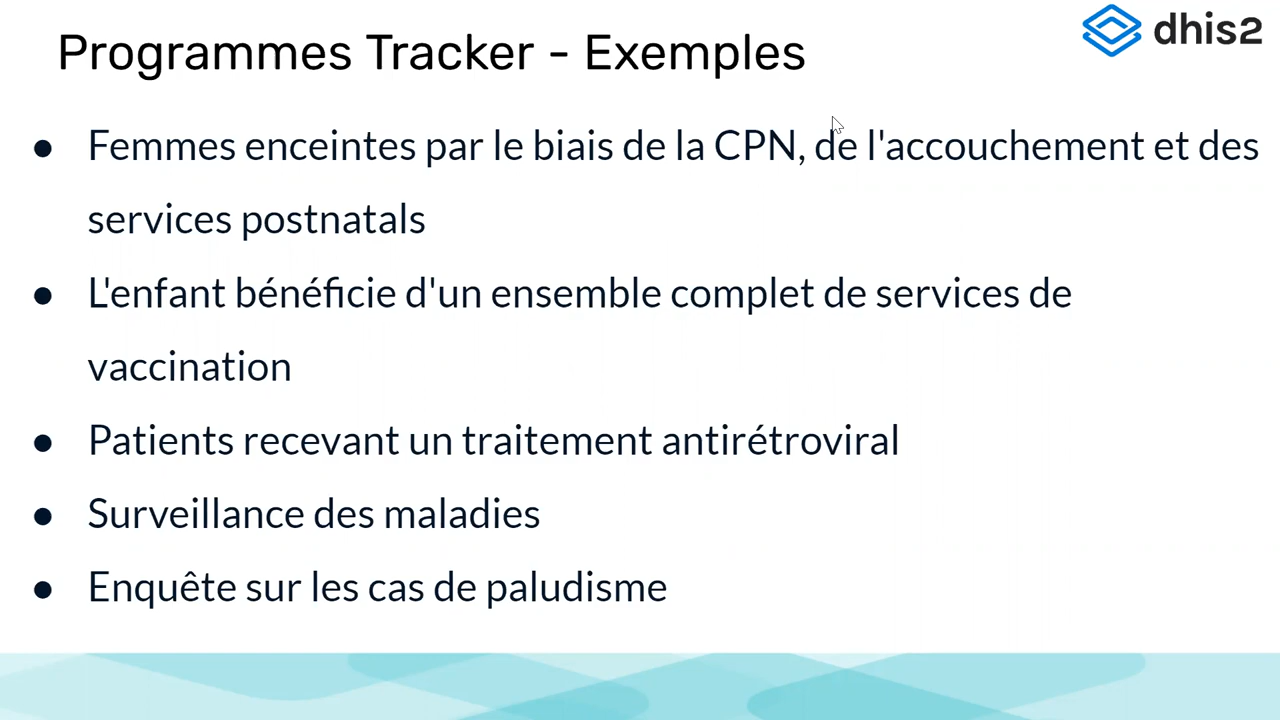 Programmes Tracker - Exemples
dhis2
● Femmes enceintes par le biais de la CPN, de l'accouchement et des
services postnatals
● L'enfant bénéficie d'un ensemble complet de services de
vaccination
● Patients recevant un traitement antirétroviral
● Surveillance des maladies
● Enquête sur les cas de paludisme